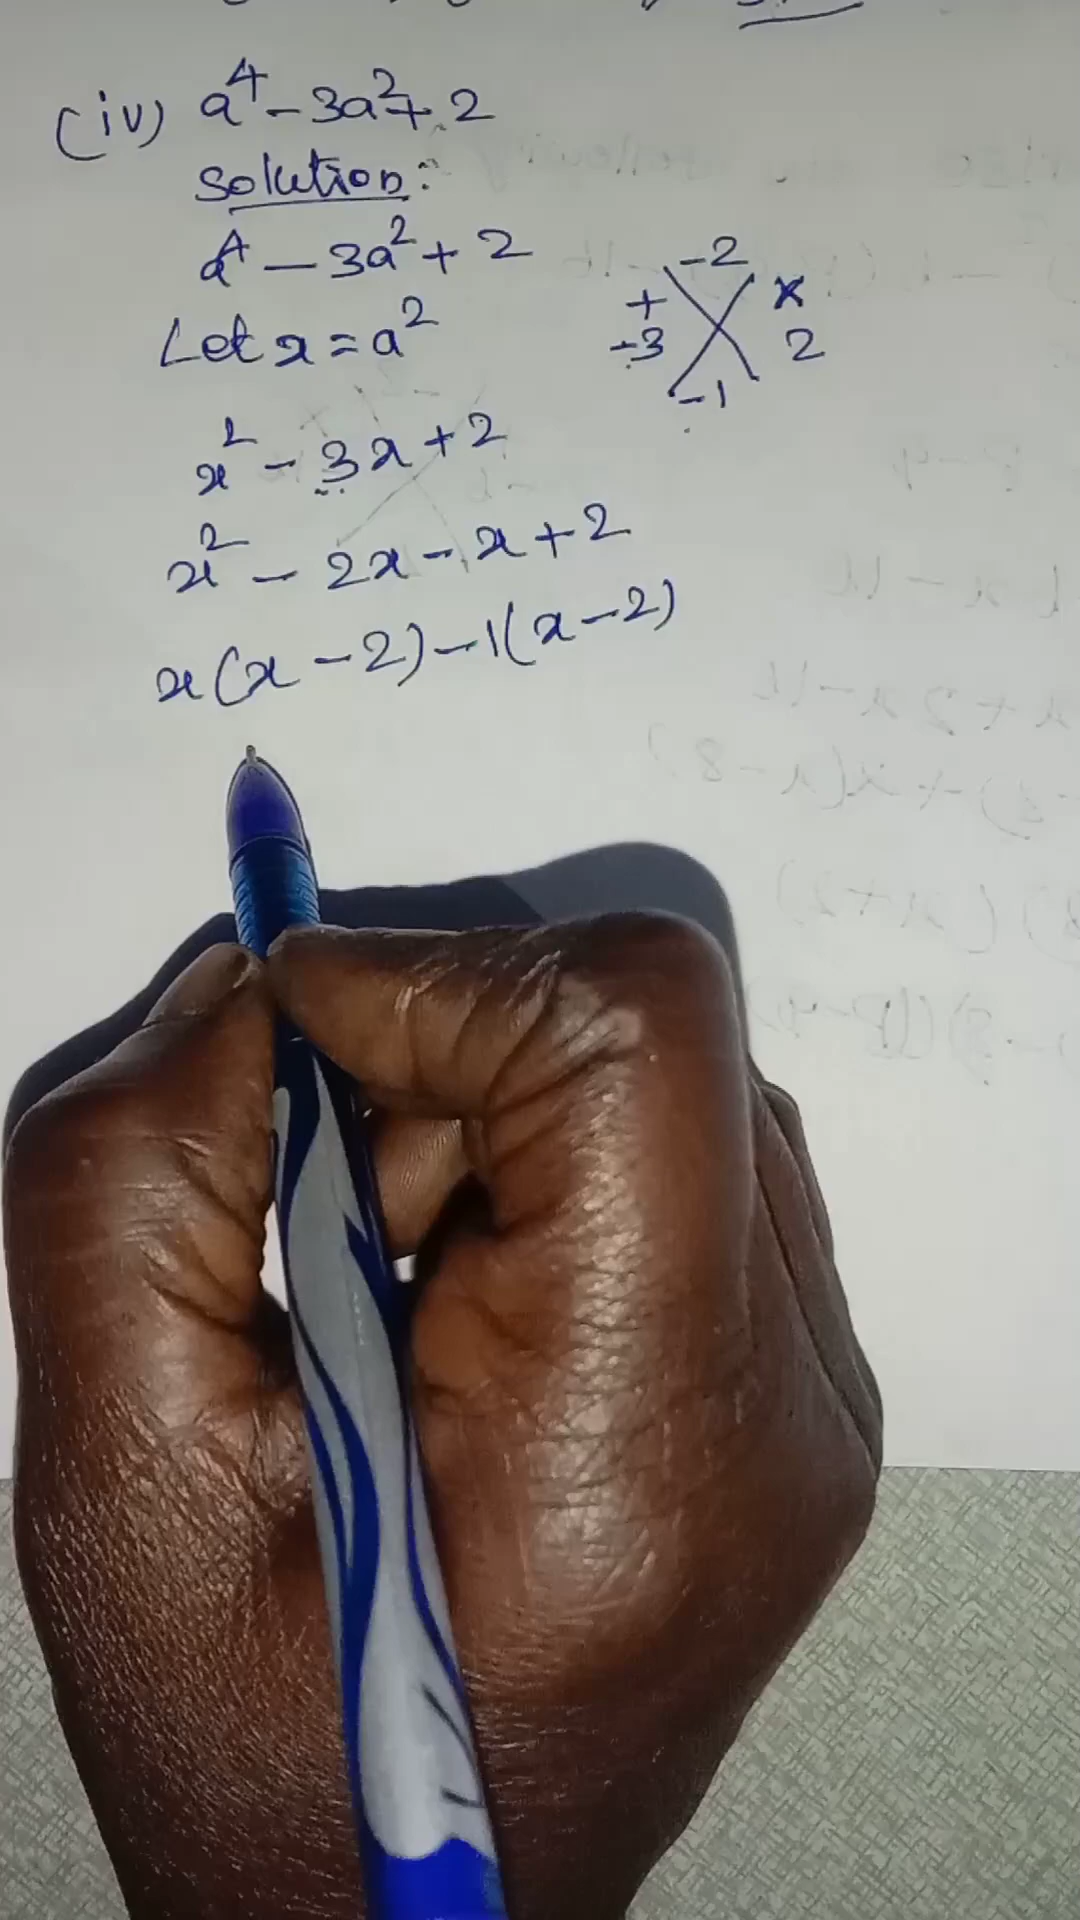 (iv) a⁴ - 3a² + 2
Solution:
a⁴ - 3a² + 2
Let x = a²
-2
+ ×
-3 2
-1
x² - 3x + 2
x² - 2x - x + 2
x(x - 2) - 1(x - 2)